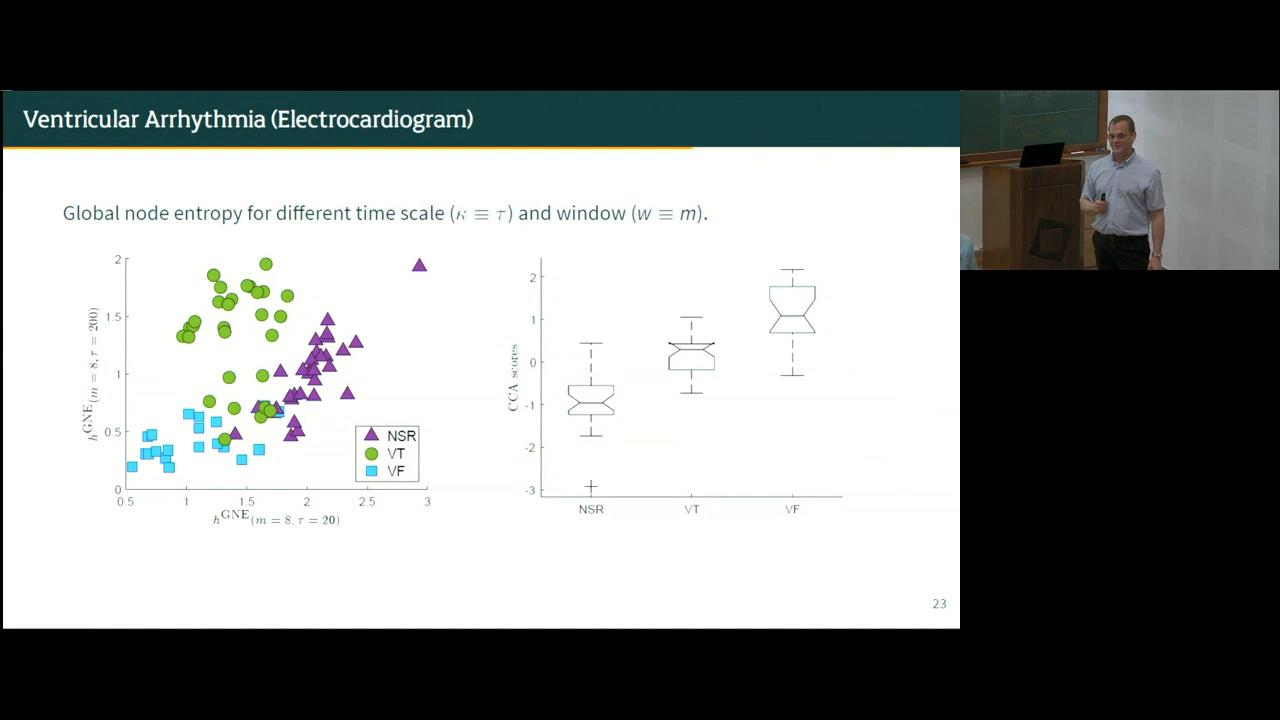 Ventricular Arrhythmia (Electrocardiogram)
Global node entropy for different time scale (κ ≡ τ) and window (w ≡ m).
2
1.5
1
0.5
0
h^GNE (m = 8, τ = 200)
0.5
1
1.5
2
2.5
3
h^GNE (m = 8, τ = 20)
NSR
VT
VF
2
1
0
-1
-2
-3
CCA scores
NSR
VT
VF
23